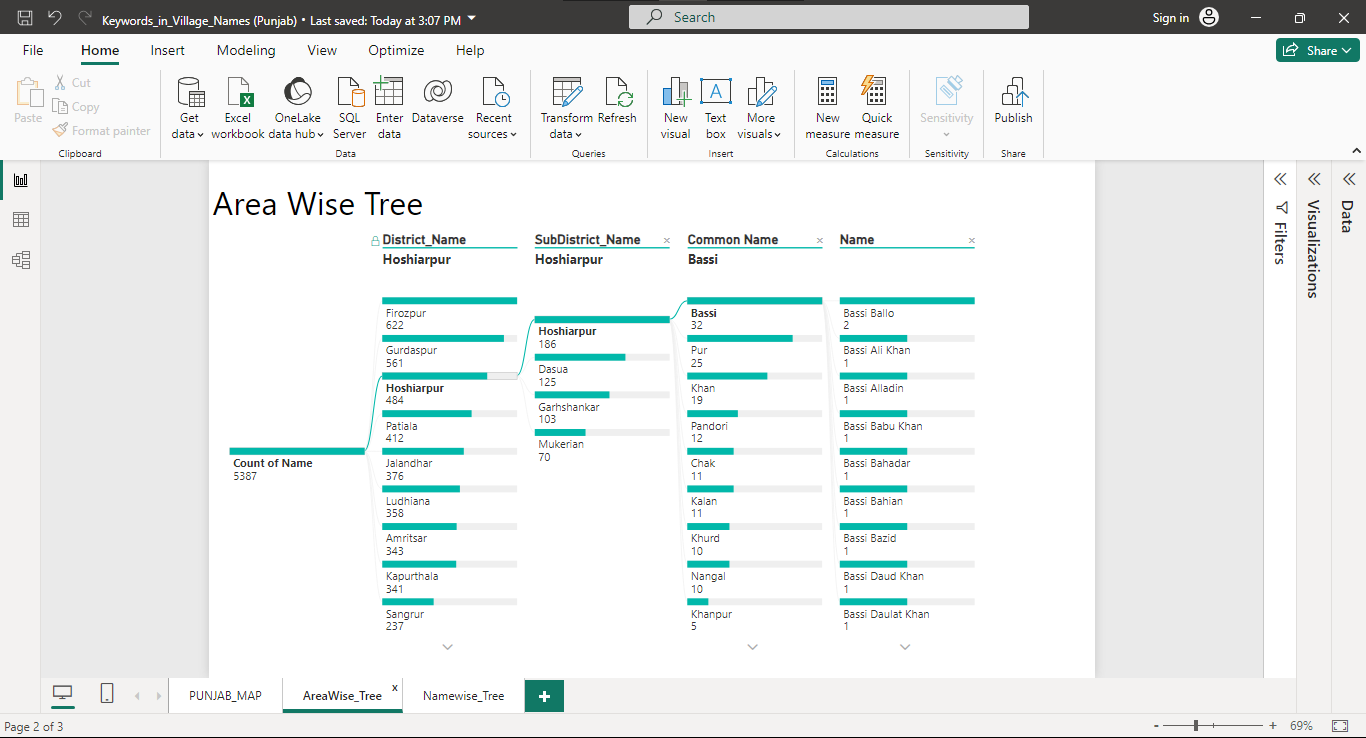 Keywords_in_Village_Names (Punjab) • Last saved: Today at 3:07 PM
Search
Sign in
File
Home
Insert
Modeling
View
Optimize
Help
Share
Paste
Cut
Copy
Format painter
Clipboard
Get data
Excel workbook
OneLake data hub
SQL Server
Enter data
Dataverse
Recent sources
Data
Transform data
Refresh
Queries
New visual
A
Text box
More visuals
Insert
New measure
Quick measure
Calculations
Sensitivity
Sensitivity
Publish
Share
Area Wise Tree
District_Name
Hoshiarpur
SubDistrict_Name
Hoshiarpur
Common Name
Bassi
Name
Count of Name
5387
Firozpur
622
Gurdaspur
561
Hoshiarpur
484
Patiala
412
Jalandhar
376
Ludhiana
358
Amritsar
343
Kapurthala
341
Sangrur
237
Hoshiarpur
186
Dasua
125
Garhshankar
103
Mukerian
70
Bassi
32
Pur
25
Khan
19
Pandori
12
Chak
11
Kalan
11
Khurd
10
Nangal
10
Khanpur
5
Bassi Ballo
2
Bassi Ali Khan
1
Bassi Alladin
1
Bassi Babu Khan
1
Bassi Bahadar
1
Bassi Bahian
1
Bassi Bazid
1
Bassi Daud Khan
1
Bassi Daulat Khan
1
Filters
Visualizations
Data
PUNJAB_MAP
AreaWise_Tree
x
Namewise_Tree
+
Page 2 of 3
- + 69%